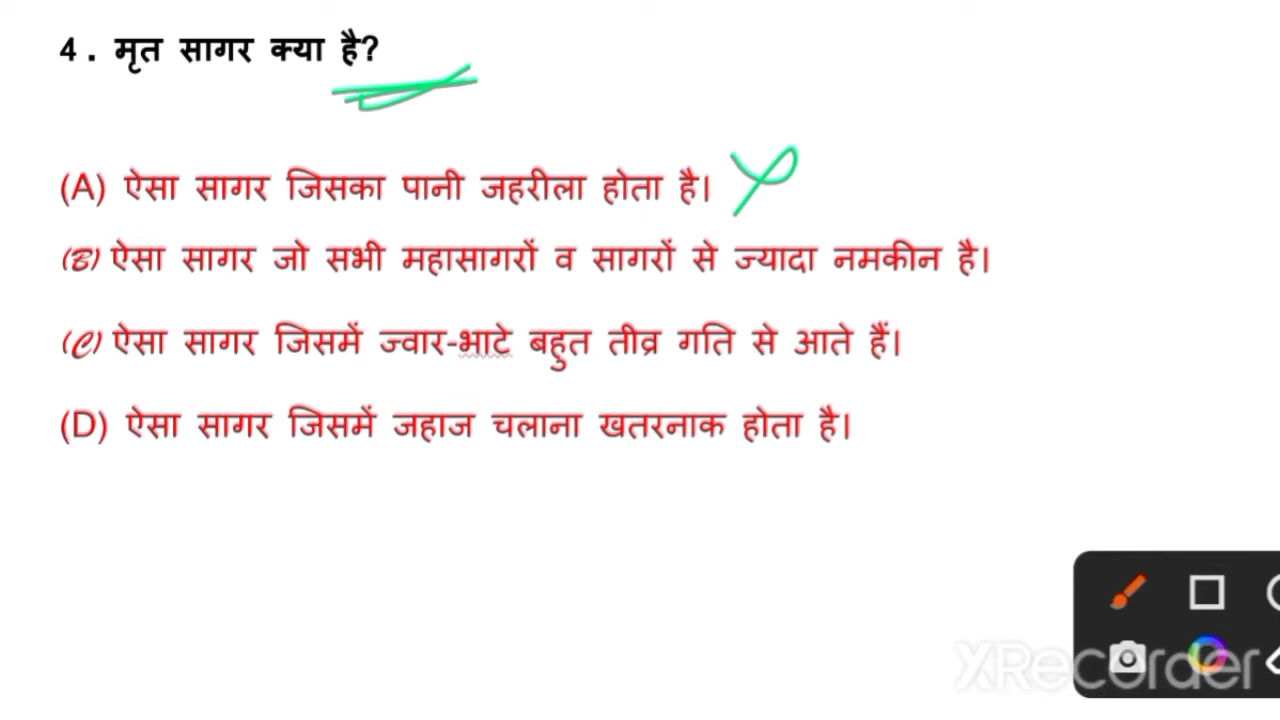 4 . मृत सागर क्या है?
(A) ऐसा सागर जिसका पानी जहरीला होता है।
(B) ऐसा सागर जो सभी महासागरों व सागरों से ज्यादा नमकीन है।
(C) ऐसा सागर जिसमें ज्वार-भाटे बहुत तीव्र गति से आते हैं।
(D) ऐसा सागर जिसमें जहाज चलाना खतरनाक होता है।
XRecorder